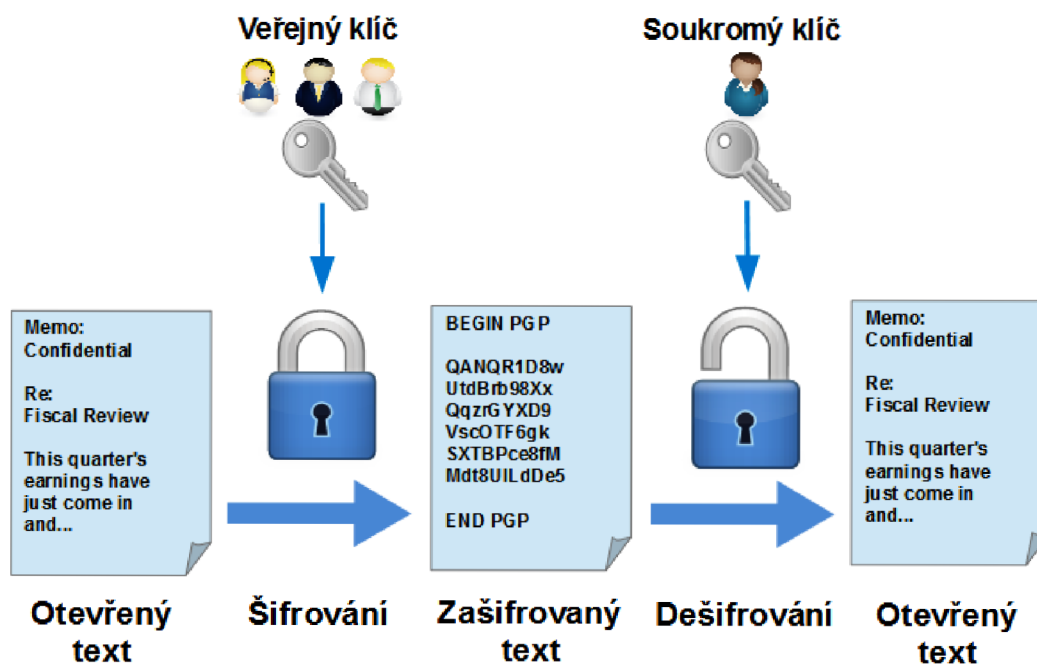 Veřejný klíč
Soukromý klíč
Memo:
Confidential
Re:
Fiscal Review
This quarter's
earnings have
just come in
and...
BEGIN PGP
QANQR1D8w
UtdBrb98Xx
QqzrGYXD9
VscOTF6gk
SXTBPce8fM
Mdt8UILdDe5
END PGP
Memo:
Confidential
Re:
Fiscal Review
This quarter's
earnings have
just come in
and...
Otevřený
text
Šifrování
Zašifrovaný
text
Dešifrování
Otevřený
text